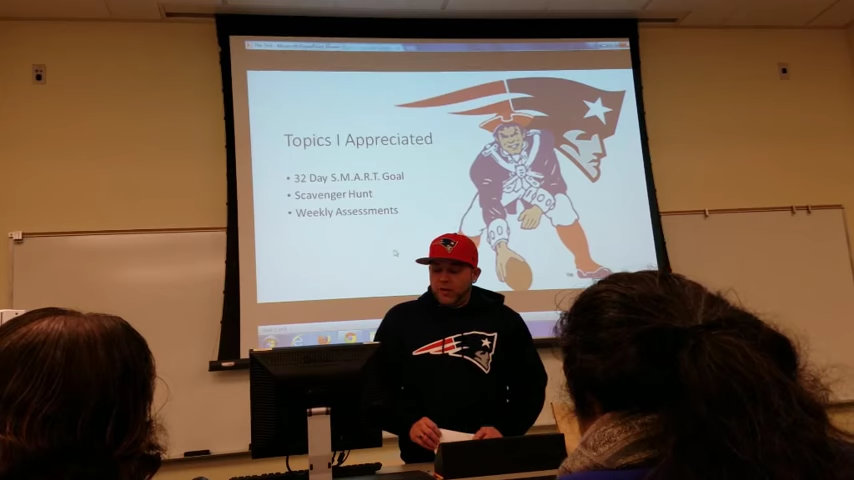 Topics I Appreciated
• 32 Day S.M.A.R.T. Goal
• Scavenger Hunt
• Weekly Assessments